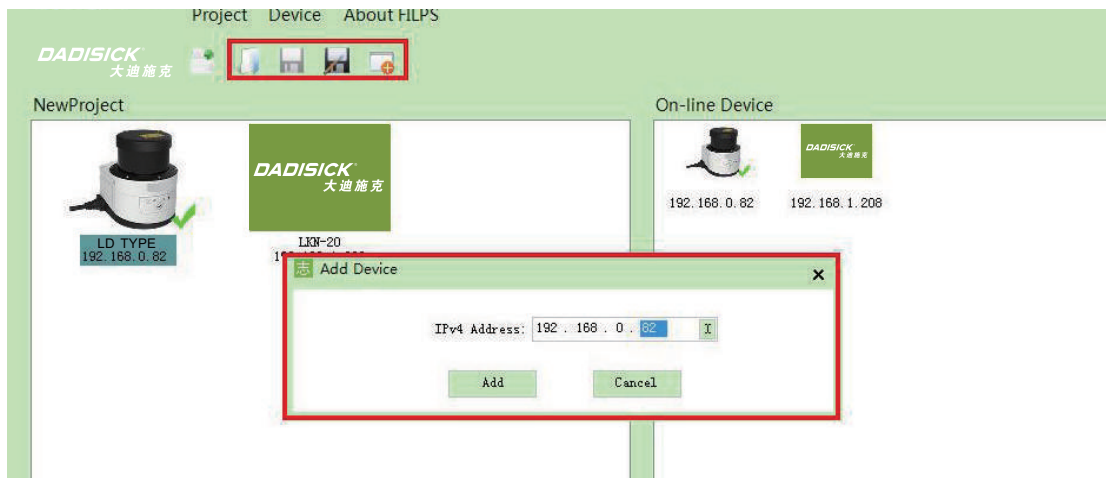 Project Device About FILPS
DADISICK
大迪施克
NewProject
On-line Device
DADISICK
大迪施克
DADISICK
大迪施克
192.168.0.82
192.168.1.208
LD TYPE
192.168.0.82
LKN-20
志 Add Device
IPv4 Address: 192 . 168 . 0 . 82
Add Cancel